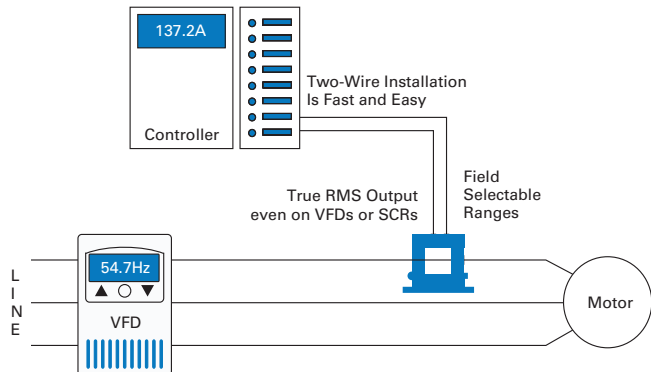 137.2A
Controller
Two-Wire Installation
Is Fast and Easy
True RMS Output
even on VFDs or SCRs
Field
Selectable
Ranges
L
I
N
E
54.7Hz
VFD
Motor